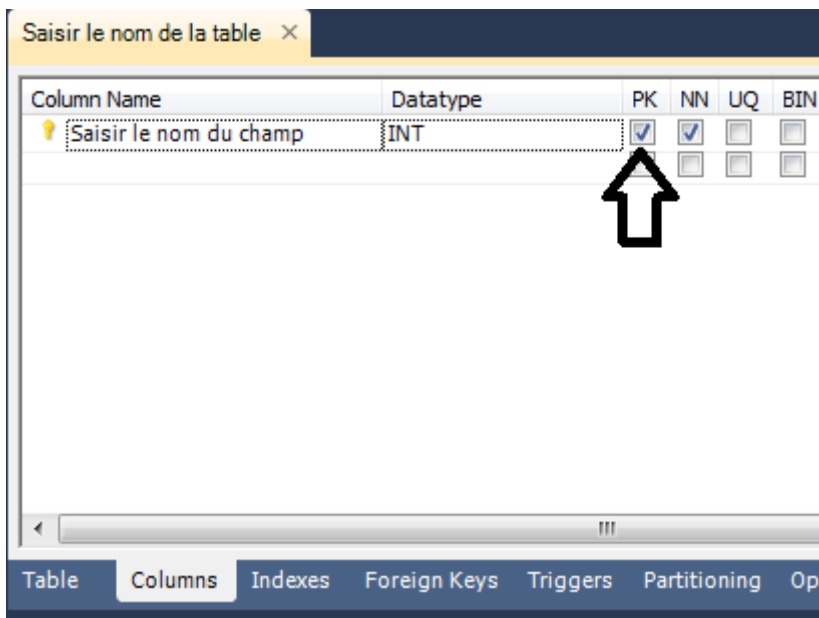 Saisir le nom de la table ×
Column Name Datatype PK NN UQ BIN
Saisir le nom du champ INT
Table Columns Indexes Foreign Keys Triggers Partitioning Op